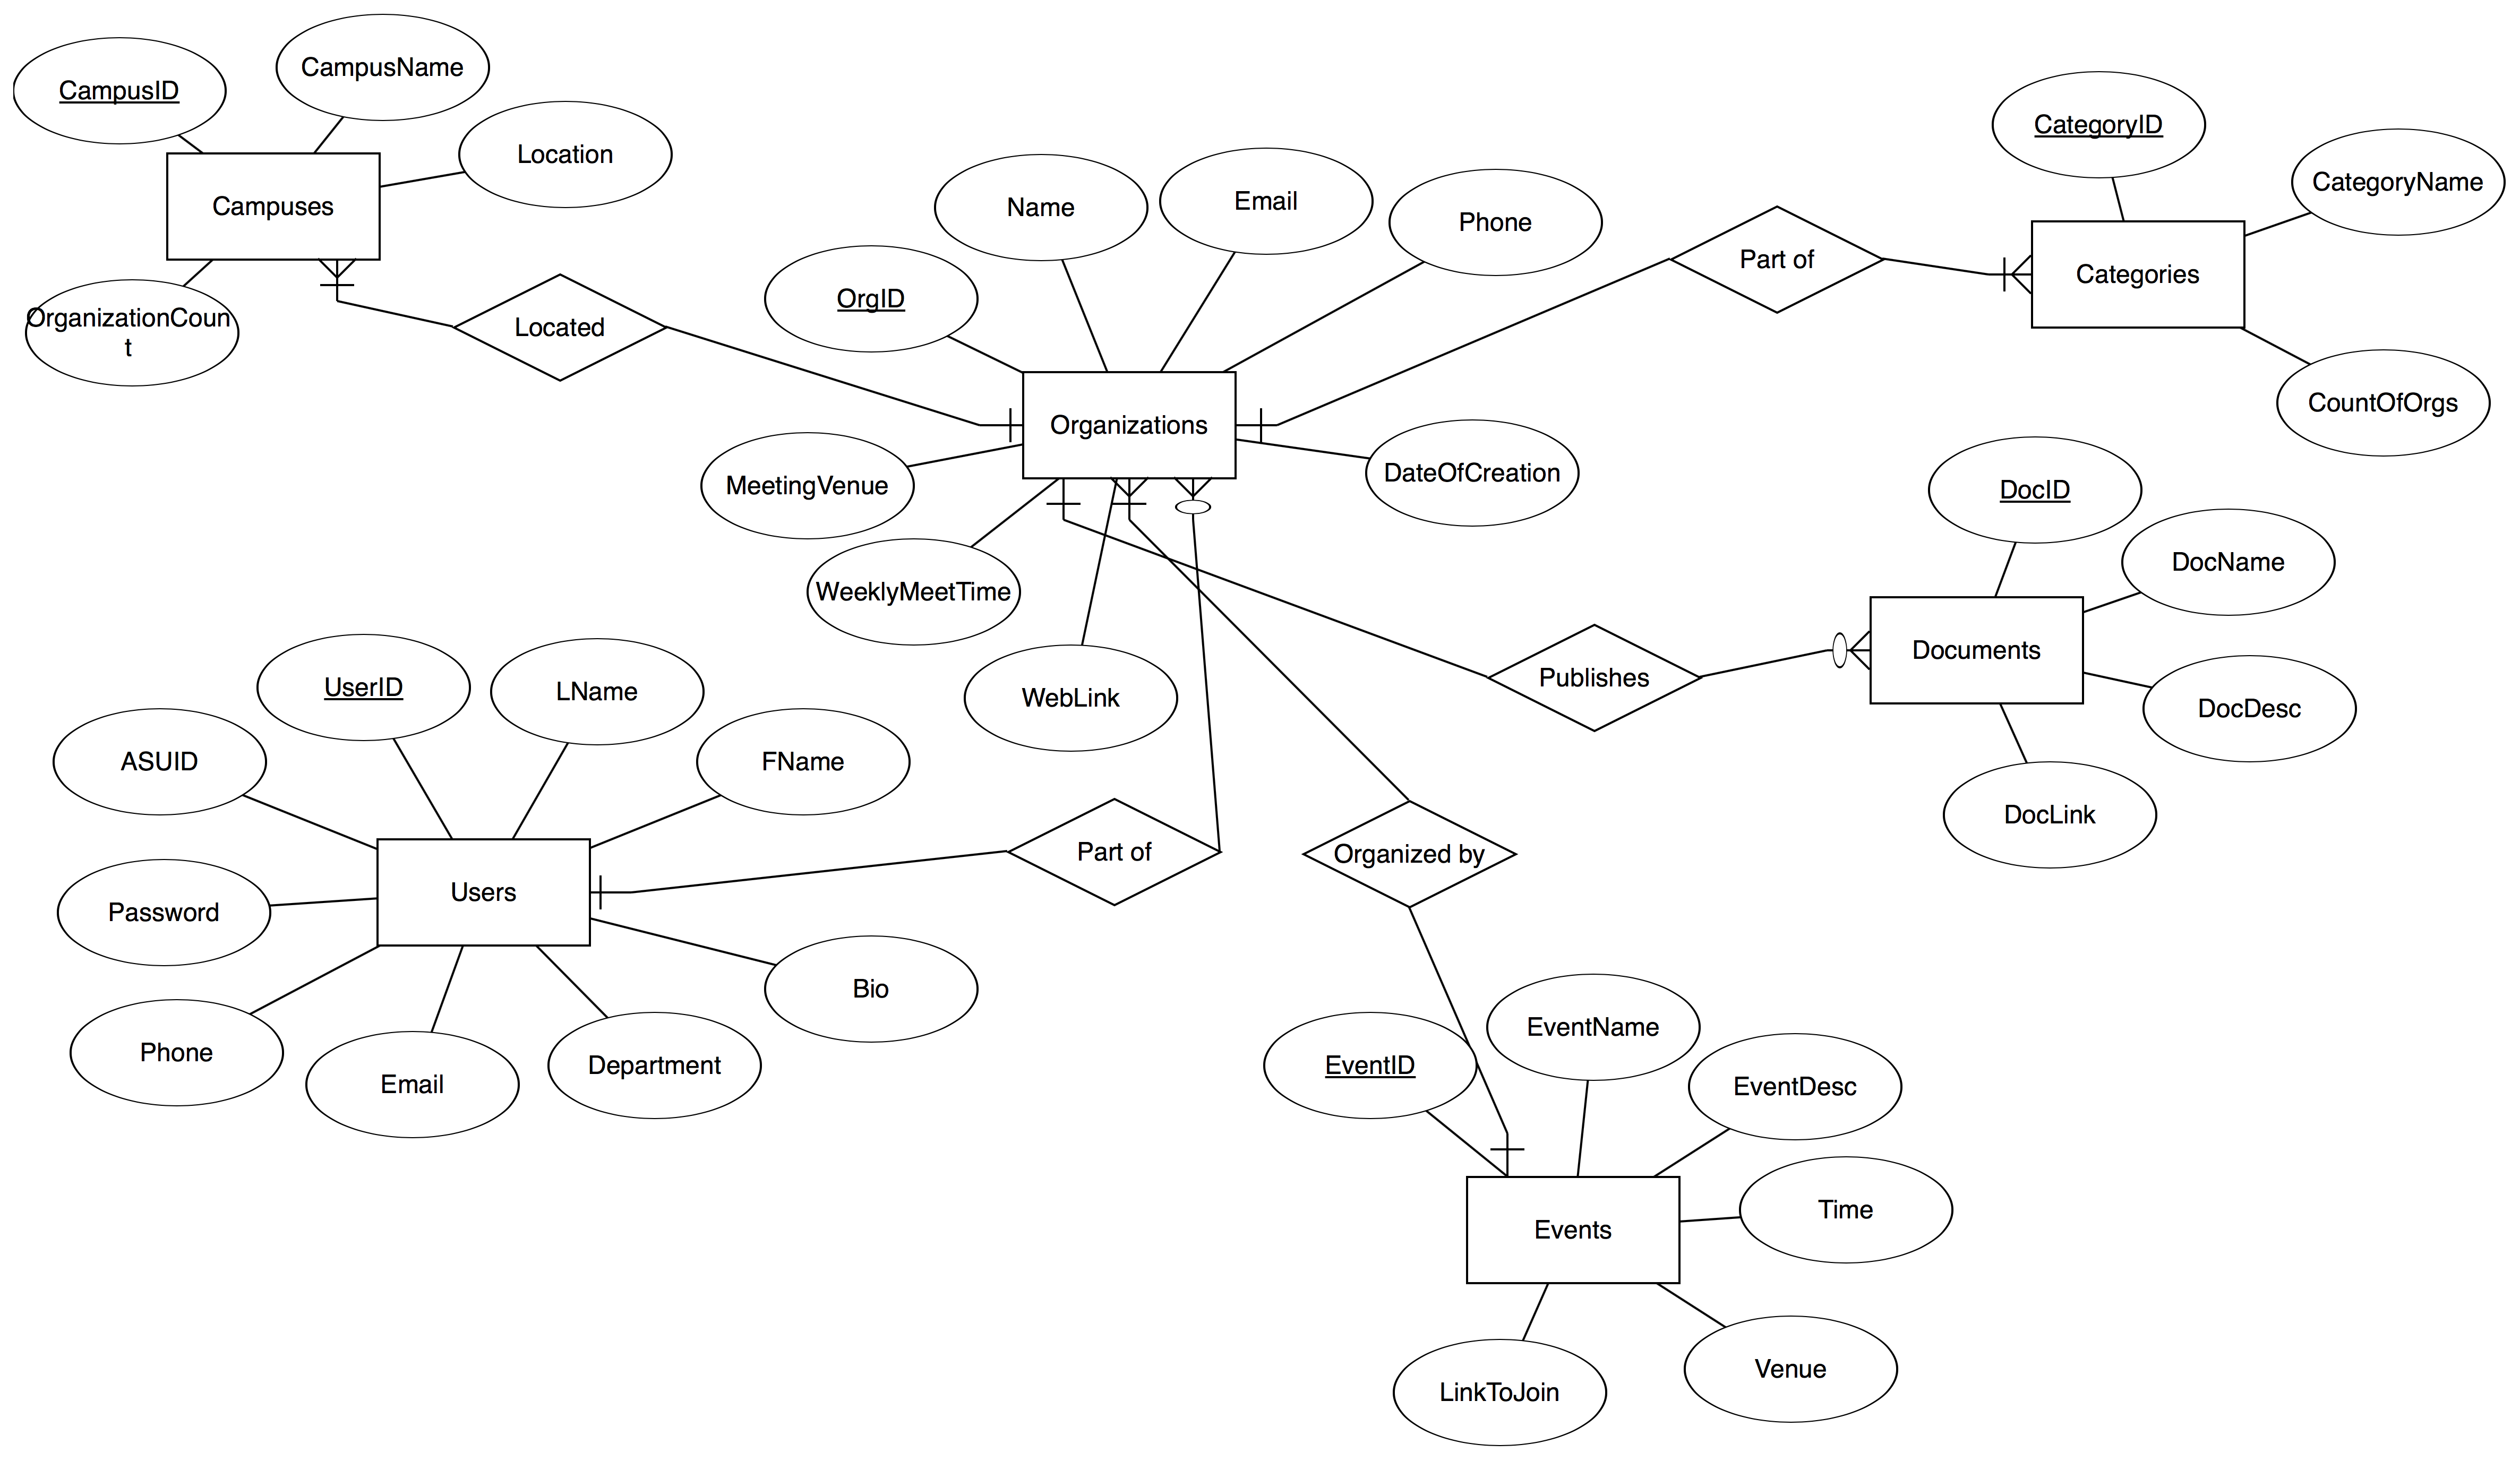 CampusID
CampusName
Location
Campuses
OrganizationCoun
t
Located
OrgID
Name
Email
Phone
Organizations
MeetingVenue
WeeklyMeetTime
WebLink
DateOfCreation
Part of
CategoryID
CategoryName
Categories
CountOfOrgs
DocID
DocName
Documents
DocDesc
DocLink
Publishes
UserID
LName
FName
ASUID
Password
Users
Phone
Email
Department
Bio
Part of
Organized by
EventID
EventName
EventDesc
Time
Events
Venue
LinkToJoin